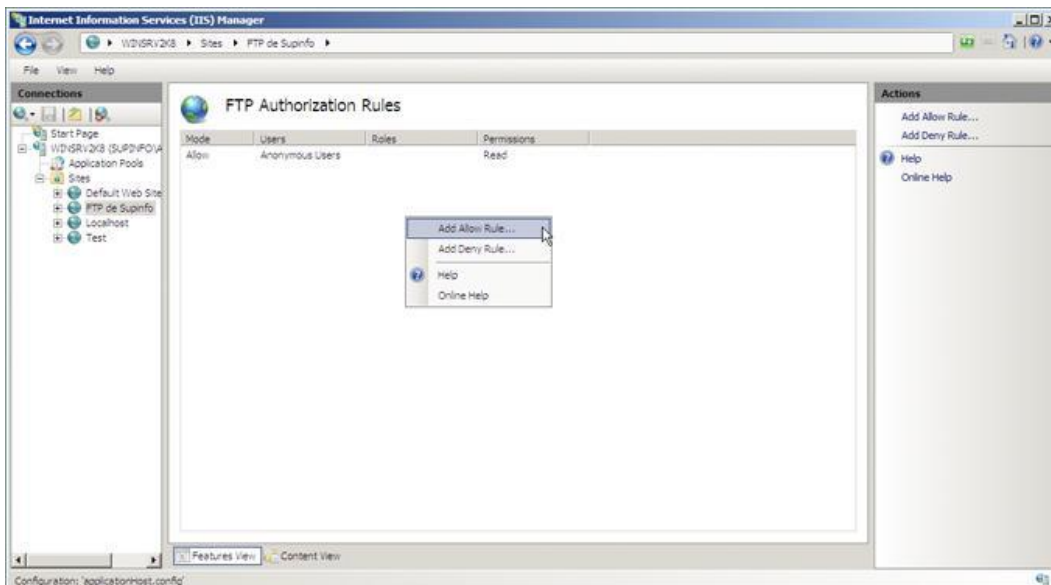 Internet Information Services (IIS) Manager
WINSRV2K8 Sites FTP de Supinfo
File View Help
Connections
Start Page
WINSRV2K8 (SUPINFO\A
Application Pools
Sites
Default Web Site
FTP de Supinfo
Localhost
Test
FTP Authorization Rules
Mode Users Roles Permissions
Allow Anonymous Users Read
Add Allow Rule...
Add Deny Rule...
Help
Online Help
Features View Content View
Actions
Add Allow Rule...
Add Deny Rule...
Help
Online Help
Configuration: 'applicationHost.config'